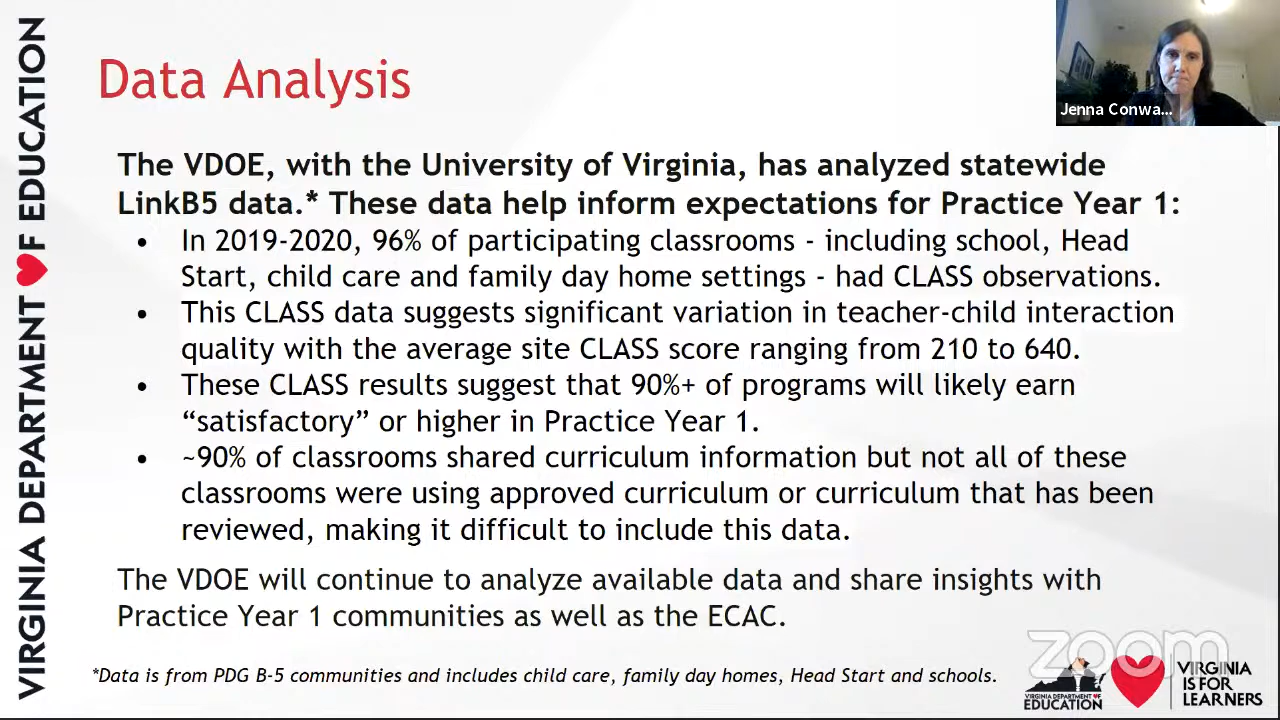 VIRGINIA DEPARTMENT OF EDUCATION
Data Analysis
Jenna Conwa...
The VDOE, with the University of Virginia, has analyzed statewide
LinkB5 data.* These data help inform expectations for Practice Year 1:
• In 2019-2020, 96% of participating classrooms - including school, Head
Start, child care and family day home settings - had CLASS observations.
• This CLASS data suggests significant variation in teacher-child interaction
quality with the average site CLASS score ranging from 210 to 640.
• These CLASS results suggest that 90%+ of programs will likely earn
“satisfactory” or higher in Practice Year 1.
• ~90% of classrooms shared curriculum information but not all of these
classrooms were using approved curriculum or curriculum that has been
reviewed, making it difficult to include this data.
The VDOE will continue to analyze available data and share insights with
Practice Year 1 communities as well as the ECAC.
*Data is from PDG B-5 communities and includes child care, family day homes, Head Start and schools.
zoom
VIRGINIA DEPARTMENT OF
EDUCATION
VIRGINIA
IS FOR
LEARNERS